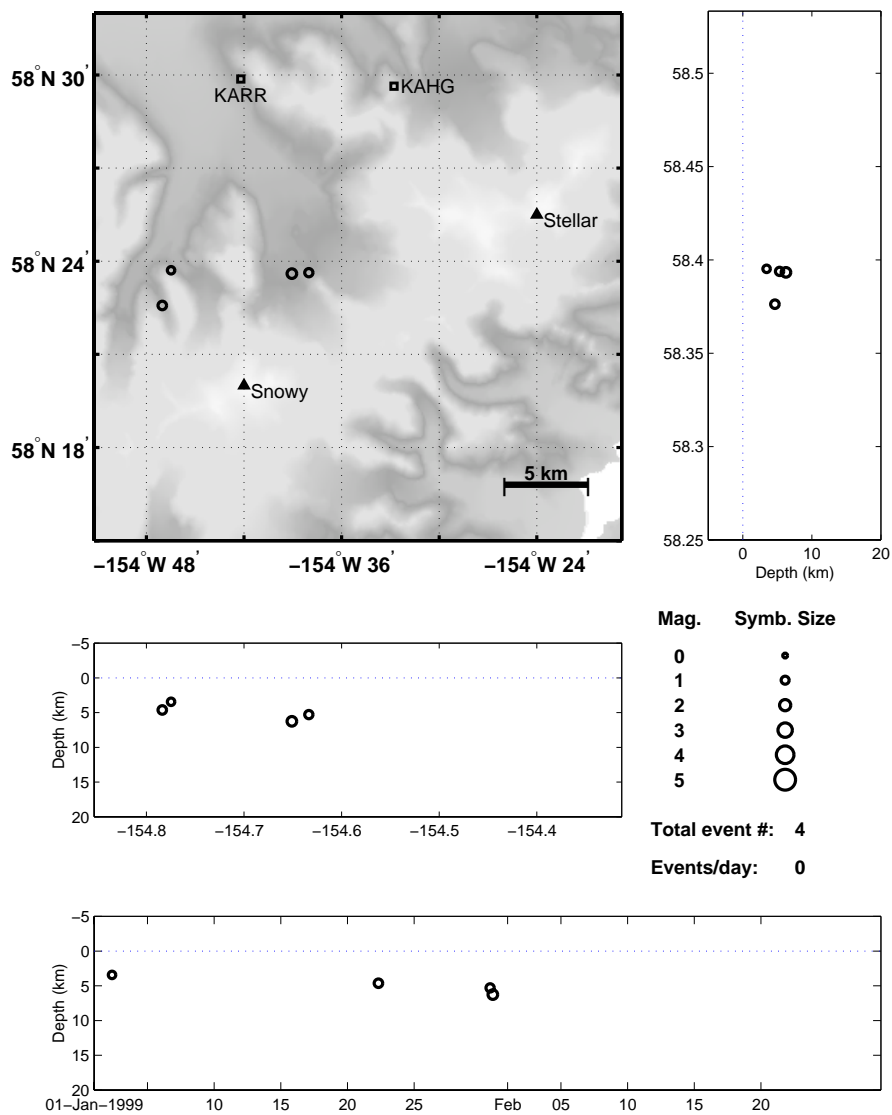 58°N 30'
KARR
KAHG
Stellar
58°N 24'
Snowy
58°N 18'
5 km
−154°W 48'
−154°W 36'
−154°W 24'
58.5
58.45
58.4
58.35
58.3
58.25
0 10 20
Depth (km)
−5
0
5
10
15
20
Depth (km)
−154.8 −154.7 −154.6 −154.5 −154.4
Mag. Symb. Size
0
1
2
3
4
5
Total event #: 4
Events/day: 0
−5
0
5
10
15
20
Depth (km)
01−Jan−1999 10 15 20 25 Feb 05 10 15 20